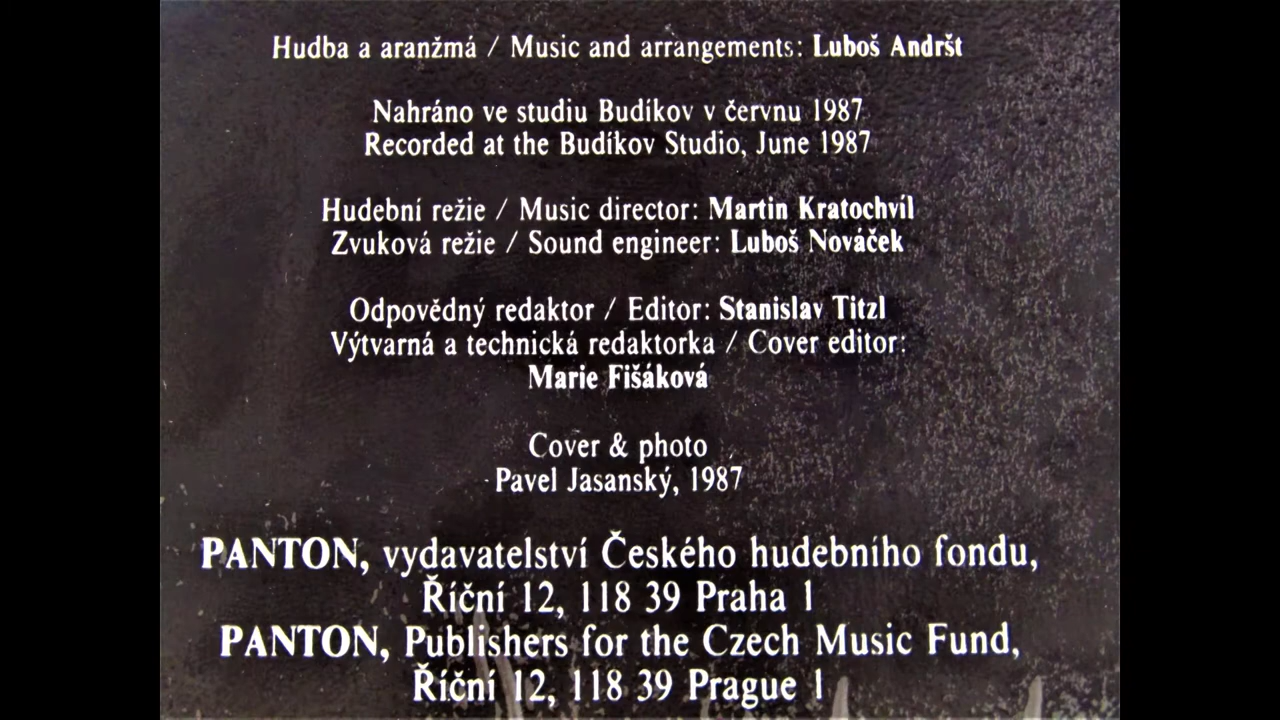 Hudba a aranžmá / Music and arrangements: Luboš Andršt
Nahráno ve studiu Budíkov v červnu 1987
Recorded at the Budíkov Studio, June 1987
Hudební režie / Music director: Martin Kratochvíl
Zvuková režie / Sound engineer: Luboš Nováček
Odpovědný redaktor / Editor: Stanislav Titzl
Výtvarná a technická redaktorka / Cover editor:
Marie Fišáková
Cover & photo
Pavel Jasanský, 1987
PANTON, vydavatelství Českého hudebního fondu,
Říční 12, 118 39 Praha 1
PANTON, Publishers for the Czech Music Fund,
Říční 12, 118 39 Prague 1